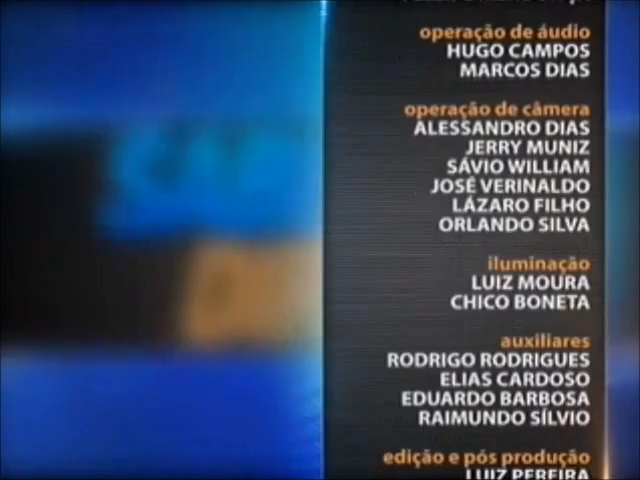 operação de áudio
HUGO CAMPOS
MARCOS DIAS
operação de câmera
ALESSANDRO DIAS
JERRY MUNIZ
SÁVIO WILLIAM
JOSÉ VERINALDO
LÁZARO FILHO
ORLANDO SILVA
iluminação
LUIZ MOURA
CHICO BONETA
auxiliares
RODRIGO RODRIGUES
ELIAS CARDOSO
EDUARDO BARBOSA
RAIMUNDO SÍLVIO
edição e pós produção
LUIZ PEREIRA